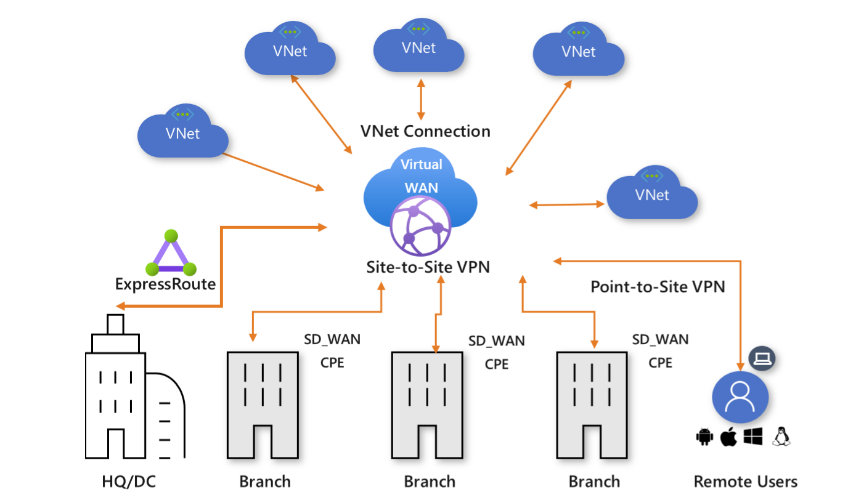 VNet
VNet
VNet
VNet
VNet Connection
Virtual
WAN
VNet
Site-to-Site VPN
ExpressRoute
Point-to-Site VPN
SD_WAN
CPE
SD_WAN
CPE
SD_WAN
CPE
HQ/DC
Branch
Branch
Branch
Remote Users